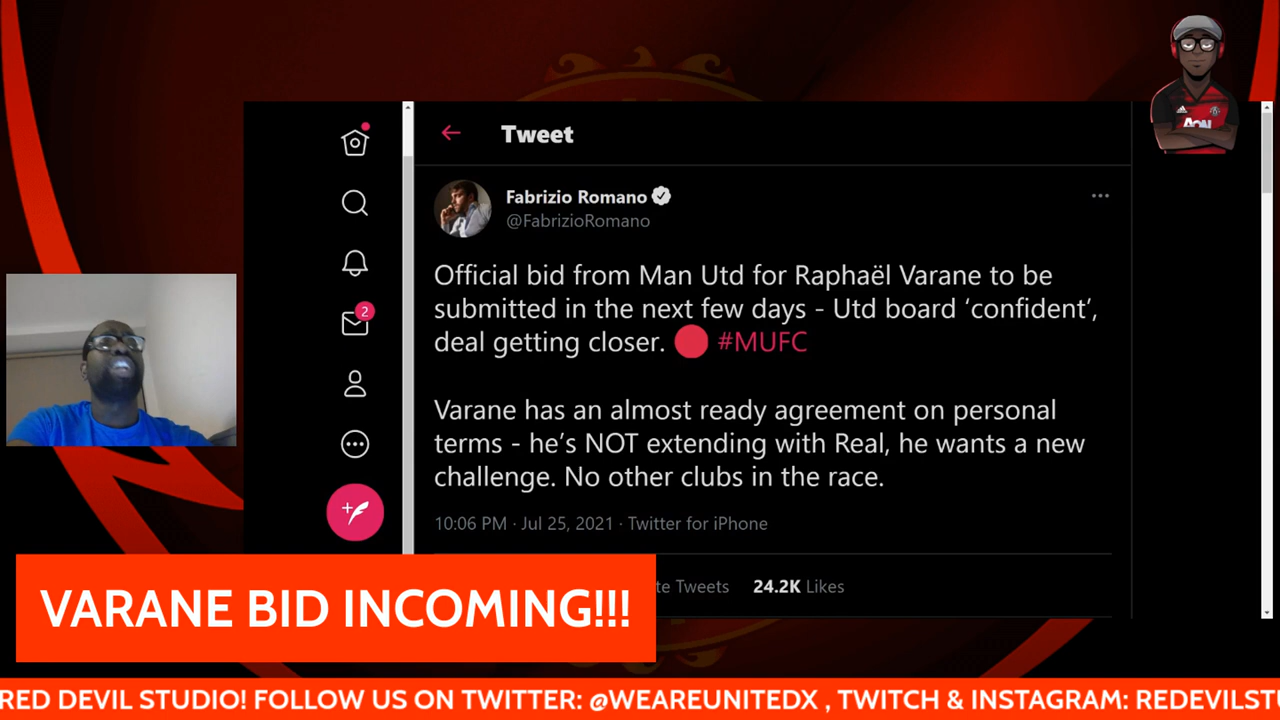 Tweet
Fabrizio Romano
@FabrizioRomano
Official bid from Man Utd for Raphaël Varane to be
submitted in the next few days - Utd board ‘confident’,
deal getting closer. #MUFC
Varane has an almost ready agreement on personal
terms - he’s NOT extending with Real, he wants a new
challenge. No other clubs in the race.
10:06 PM · Jul 25, 2021 · Twitter for iPhone
te Tweets 24.2K Likes
2
AON
VARANE BID INCOMING!!!
RED DEVIL STUDIO! FOLLOW US ON TWITTER: @WEAREUNITEDX , TWITCH & INSTAGRAM: REDEVILST